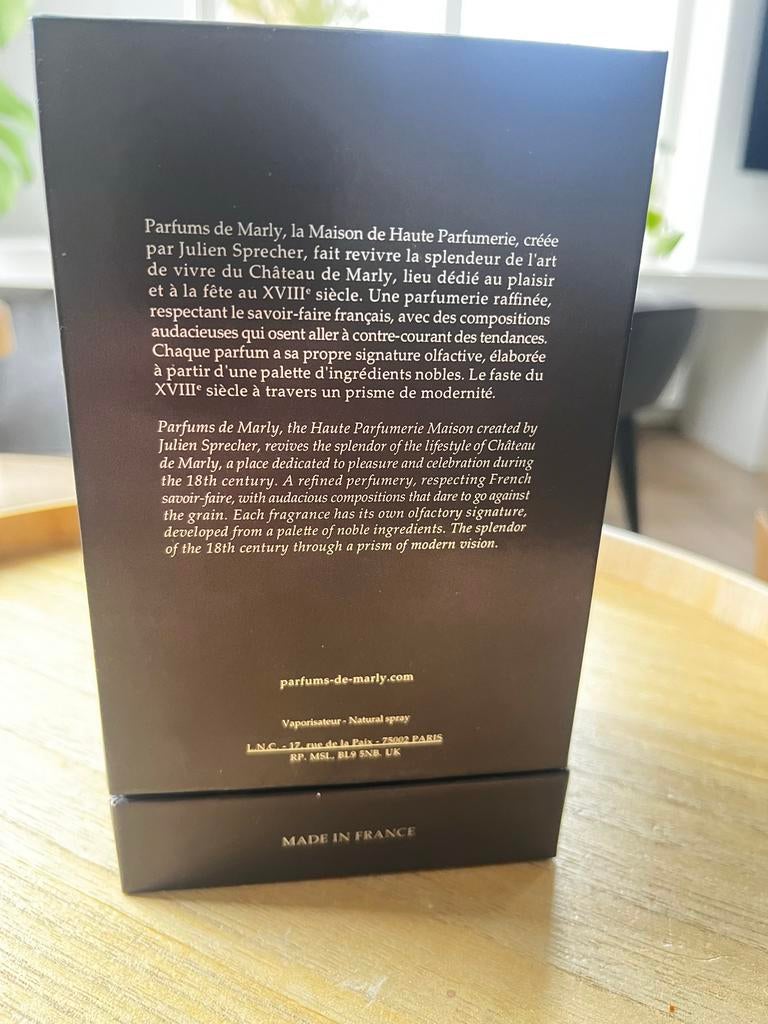 Parfums de Marly, la Maison de Haute Parfumerie, créée
par Julien Sprecher, fait revivre la splendeur de l'art
de vivre du Château de Marly, lieu dédié au plaisir
et à la fête au XVIIIᵉ siècle. Une parfumerie raffinée,
respectant le savoir-faire français, avec des compositions
audacieuses qui osent aller à contre-courant des tendances.
Chaque parfum a sa propre signature olfactive, élaborée
à partir d'une palette d'ingrédients nobles. Le faste du
XVIIIᵉ siècle à travers un prisme de modernité.
Parfums de Marly, the Haute Parfumerie Maison created by
Julien Sprecher, revives the splendor of the lifestyle of Château
de Marly, a place dedicated to pleasure and celebration during
the 18th century. A refined perfumery, respecting French
savoir-faire, with audacious compositions that dare to go against
the grain. Each fragrance has its own olfactory signature,
developed from a palette of noble ingredients. The splendor
of the 18th century through a prism of modern vision.
parfums-de-marly.com
Vaporisateur - Natural spray
L.N.C. - 17, rue de la Paix - 75002 PARIS
RP. MSL, BL9 5NB. UK
MADE IN FRANCE